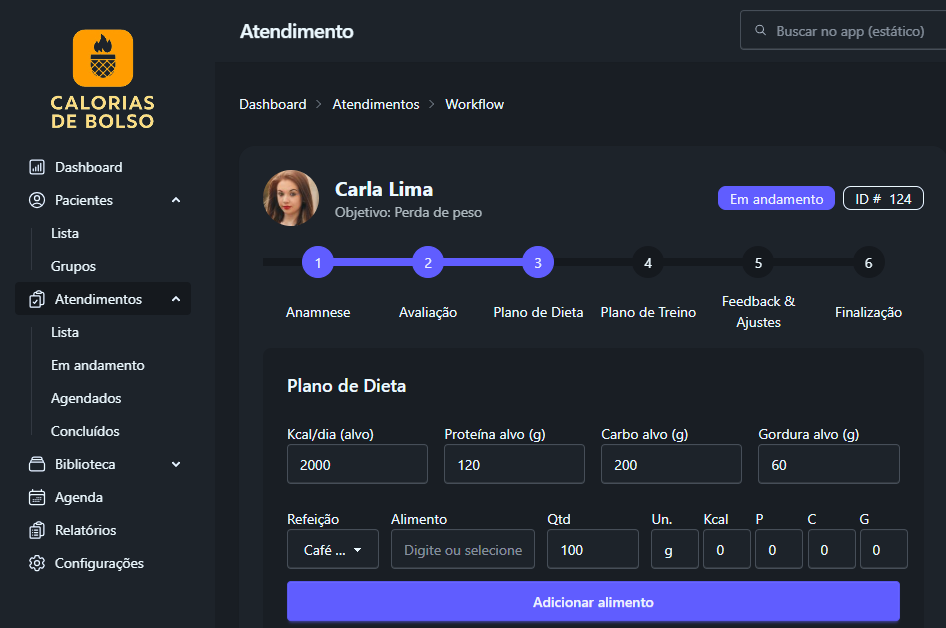 CALORIAS
DE BOLSO
Dashboard
Pacientes
Lista
Grupos
Atendimentos
Lista
Em andamento
Agendados
Concluídos
Biblioteca
Agenda
Relatórios
Configurações
Atendimento
Buscar no app (estático)
Dashboard > Atendimentos > Workflow
Carla Lima
Objetivo: Perda de peso
Em andamento
ID # 124
1 2 3 4 5 6
Anamnese
Avaliação
Plano de Dieta
Plano de Treino
Feedback &
Ajustes
Finalização
Plano de Dieta
Kcal/dia (alvo) Proteína alvo (g) Carbo alvo (g) Gordura alvo (g)
2000 120 200 60
Refeição Alimento Qtd Un. Kcal P C G
Café ... Digite ou selecione 100 g 0 0 0 0
Adicionar alimento